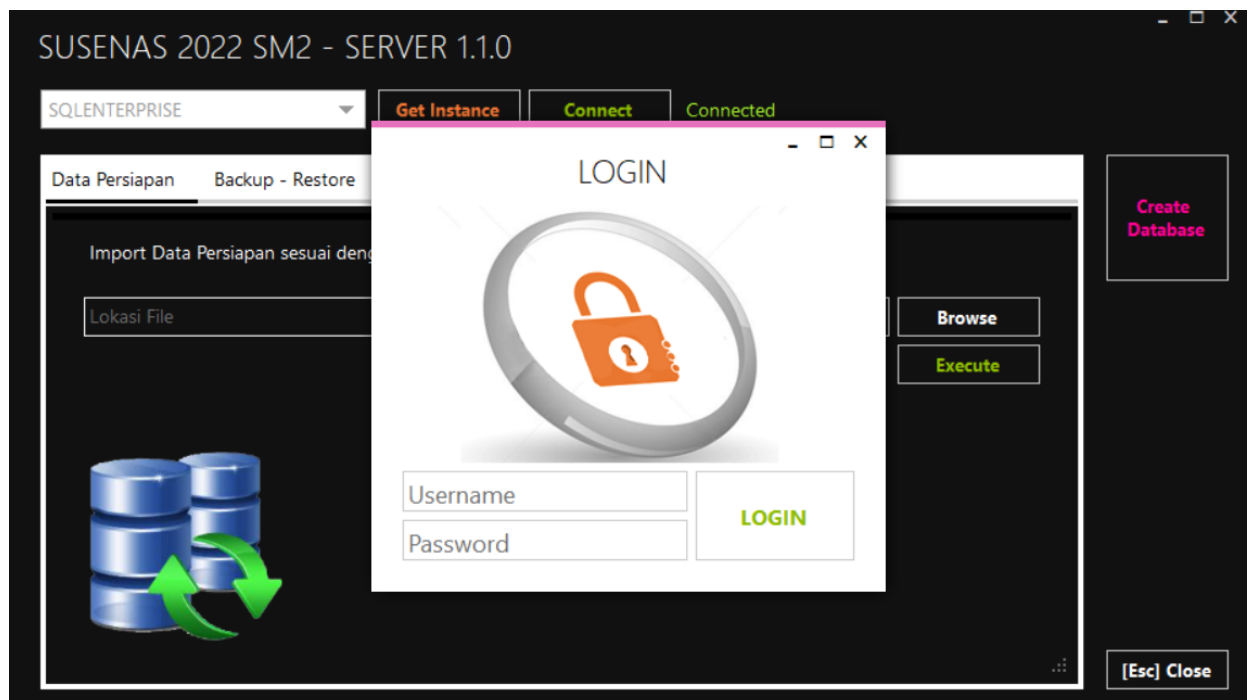 SUSENAS 2022 SM2 - SERVER 1.1.0
SQLENTERPRISE
Get Instance
Connect
Connected
LOGIN
Data Persiapan
Backup - Restore
Create
Database
Import Data Persiapan sesuai deng
Lokasi File
Browse
Execute
Username
Password
LOGIN
[Esc] Close